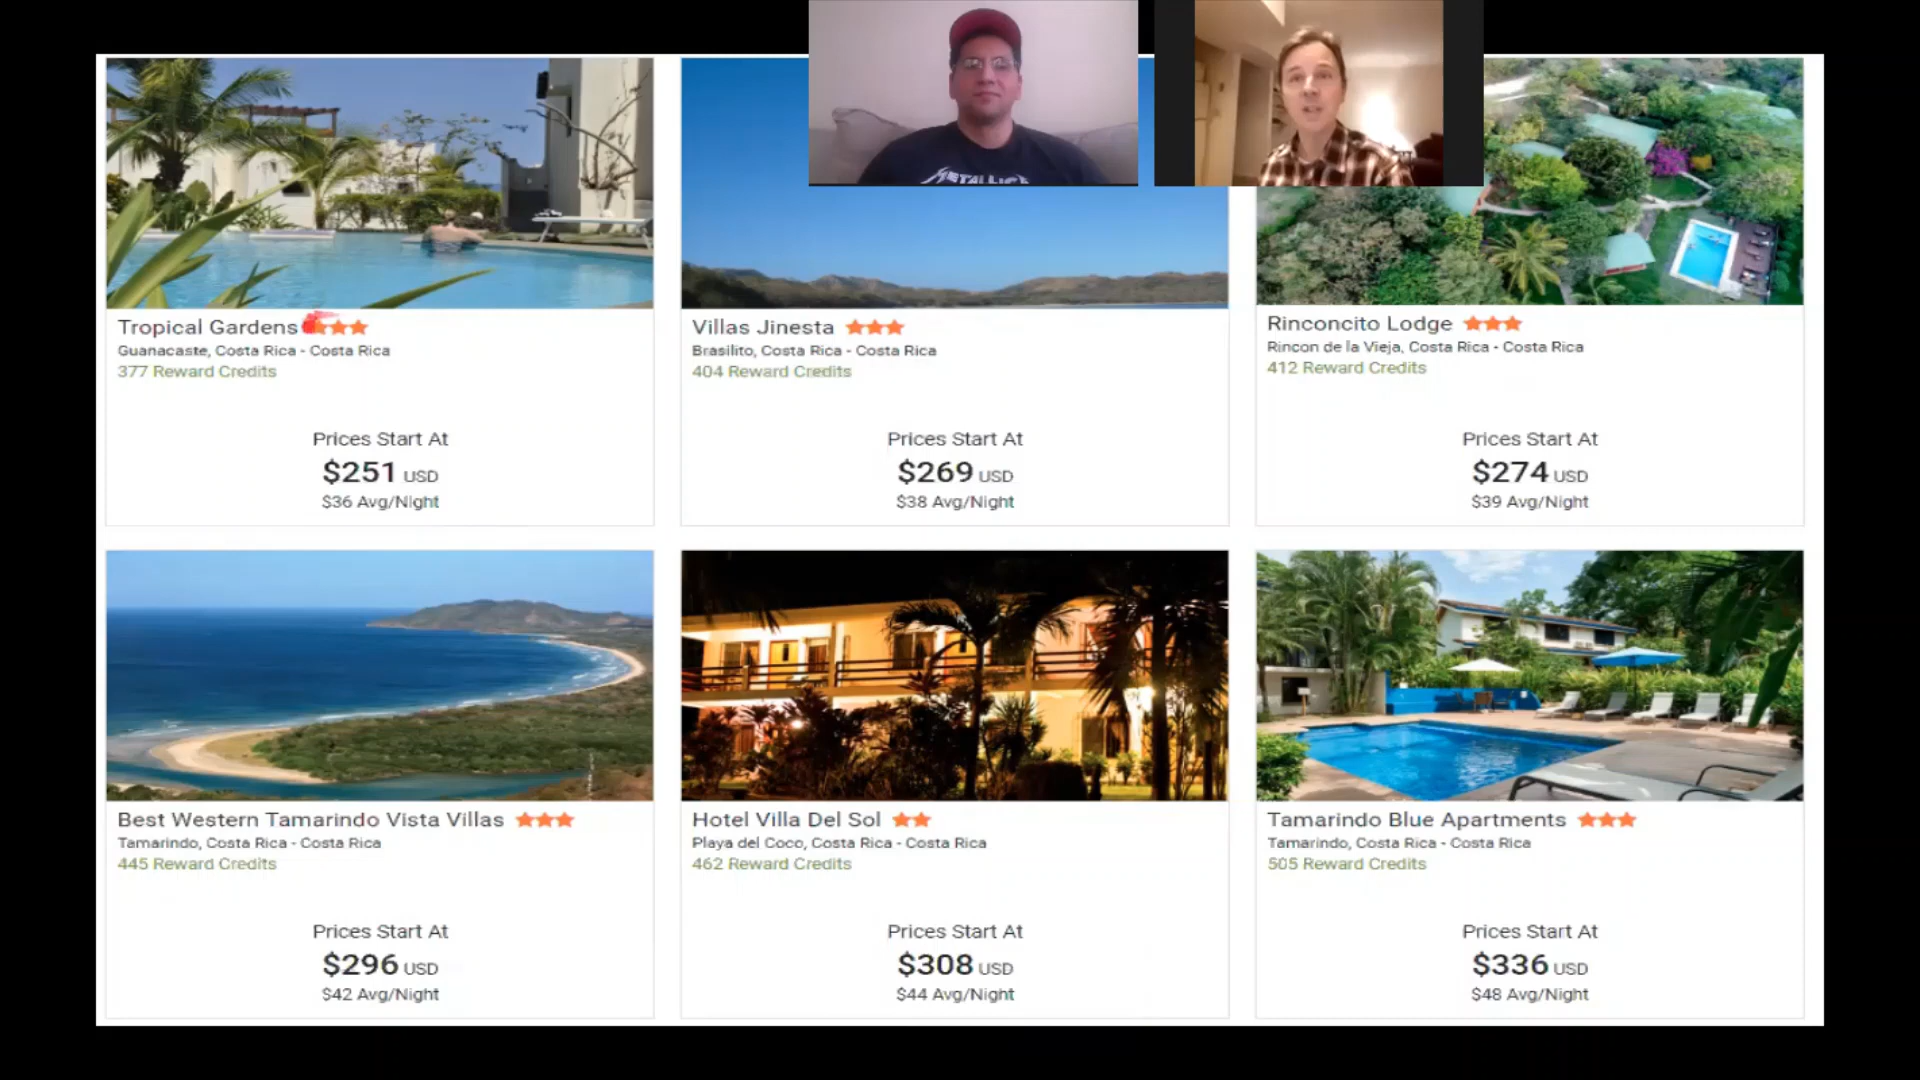 METALLICA
Tropical Gardens
Guanacaste, Costa Rica - Costa Rica
377 Reward Credits
Prices Start At
$251 USD
$36 Avg/Night
Villas Jinesta
Brasilito, Costa Rica - Costa Rica
404 Reward Credits
Prices Start At
$269 USD
$38 Avg/Night
Rinconcito Lodge
Rincon de la Vieja, Costa Rica - Costa Rica
412 Reward Credits
Prices Start At
$274 USD
$39 Avg/Night
Best Western Tamarindo Vista Villas
Tamarindo, Costa Rica - Costa Rica
445 Reward Credits
Prices Start At
$296 USD
$42 Avg/Night
Hotel Villa Del Sol
Playa del Coco, Costa Rica - Costa Rica
462 Reward Credits
Prices Start At
$308 USD
$44 Avg/Night
Tamarindo Blue Apartments
Tamarindo, Costa Rica - Costa Rica
505 Reward Credits
Prices Start At
$336 USD
$48 Avg/Night